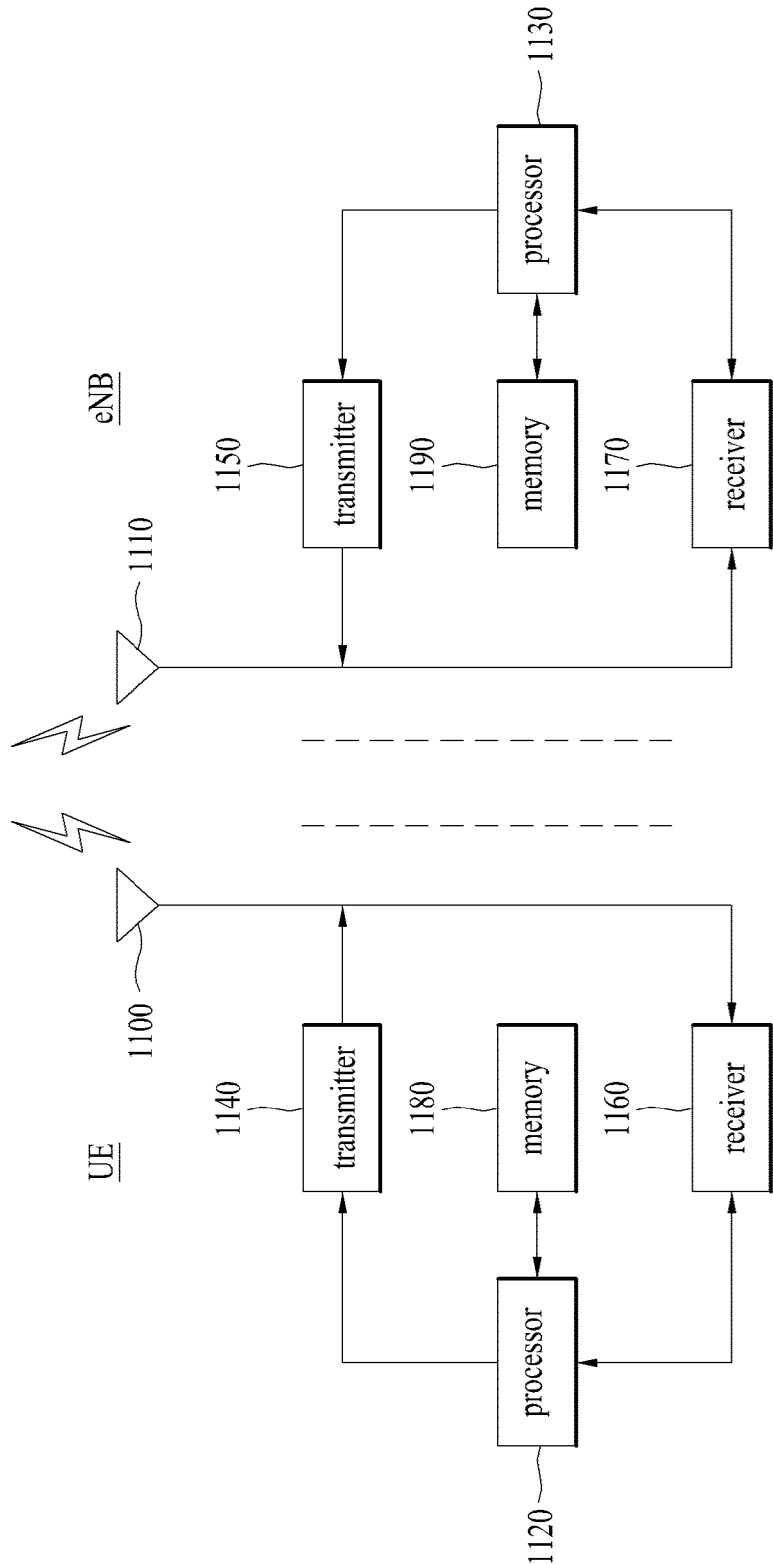 UE
eNB
1100
1110
1140
transmitter
1150
transmitter
1120
processor
1180
memory
1190
memory
processor
1130
1160
receiver
1170
receiver